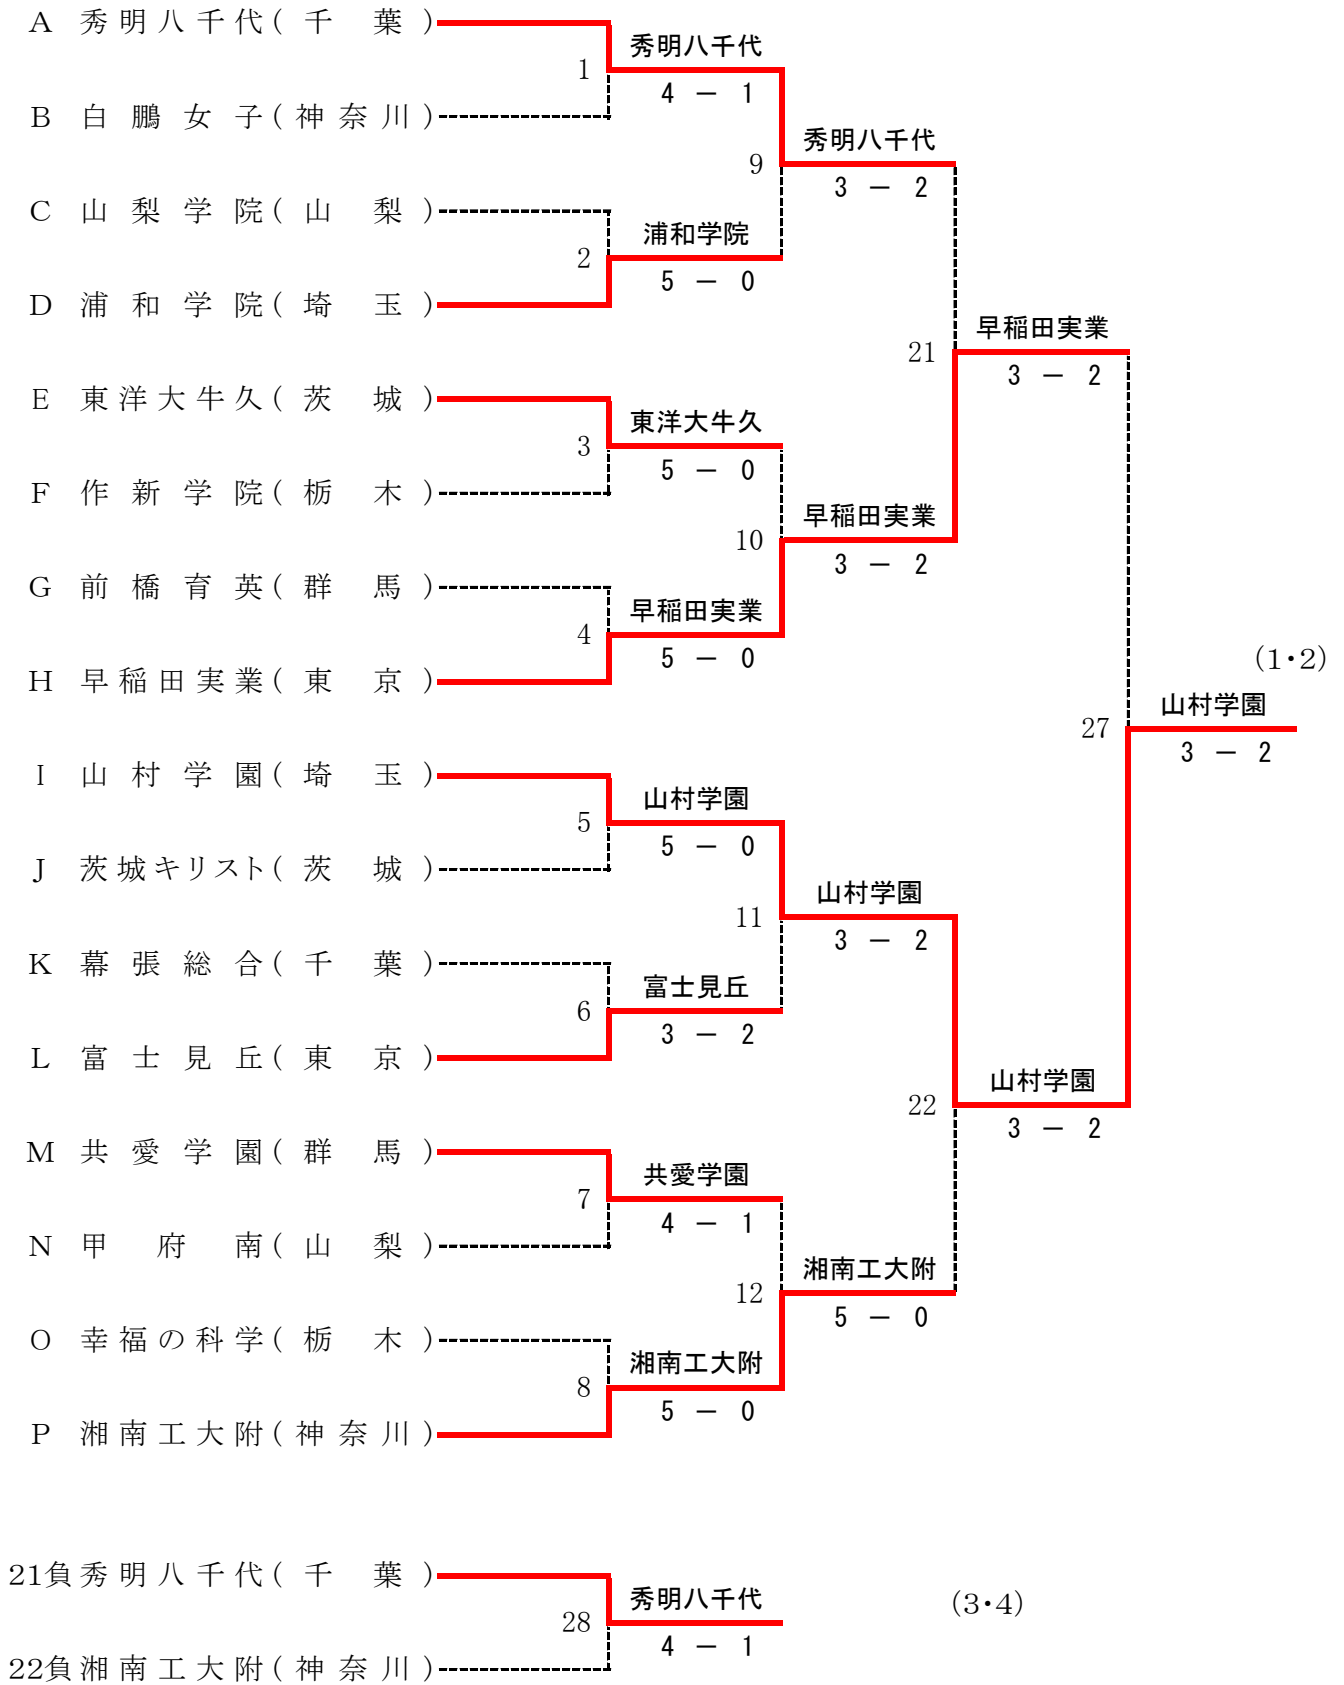 A 秀明八千代(千 葉)
秀明八千代
1
4 － 1
B 白鵬女子(神奈川)
秀明八千代
9
3 － 2
C 山梨学院(山 梨)
浦和学院
2
5 － 0
D 浦和学院(埼 玉)
早稲田実業
21
3 － 2
E 東洋大牛久(茨 城)
東洋大牛久
3
5 － 0
F 作新学院(栃 木)
早稲田実業
10
3 － 2
G 前橋育英(群 馬)
早稲田実業
4
5 － 0
H 早稲田実業(東 京)
(1・2)
山村学園
27
3 － 2
I 山村学園(埼 玉)
山村学園
5
5 － 0
J 茨城キリスト(茨 城)
山村学園
11
3 － 2
K 幕張総合(千 葉)
富士見丘
6
3 － 2
L 富士見丘(東 京)
山村学園
22
3 － 2
M 共愛学園(群 馬)
共愛学園
7
4 － 1
N 甲府南(山 梨)
湘南工大附
12
5 － 0
O 幸福の科学(栃 木)
湘南工大附
8
5 － 0
P 湘南工大附(神奈川)
21負秀明八千代(千 葉)
秀明八千代
(3・4)
28
4 － 1
22負湘南工大附(神奈川)